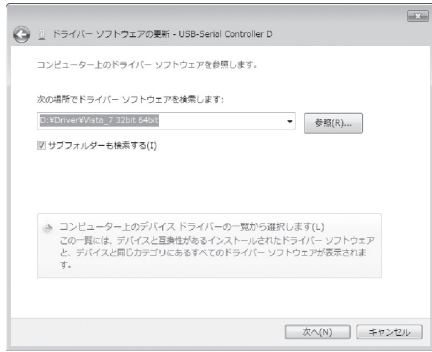 ドライバー ソフトウェアの更新 - USB-Serial Controller D
コンピューター上のドライバー ソフトウェアを参照します。
次の場所でドライバー ソフトウェアを検索します:
D:¥Driver¥Vista_7 32bit 64bit
参照(R)...
サブフォルダーも検索する(I)
コンピューター上のデバイス ドライバーの一覧から選択します(L)
この一覧には、デバイスと互換性があるインストールされたドライバー ソフトウェア
と、デバイスと同じカテゴリにあるすべてのドライバー ソフトウェアが表示されま
す。
次へ(N)
キャンセル